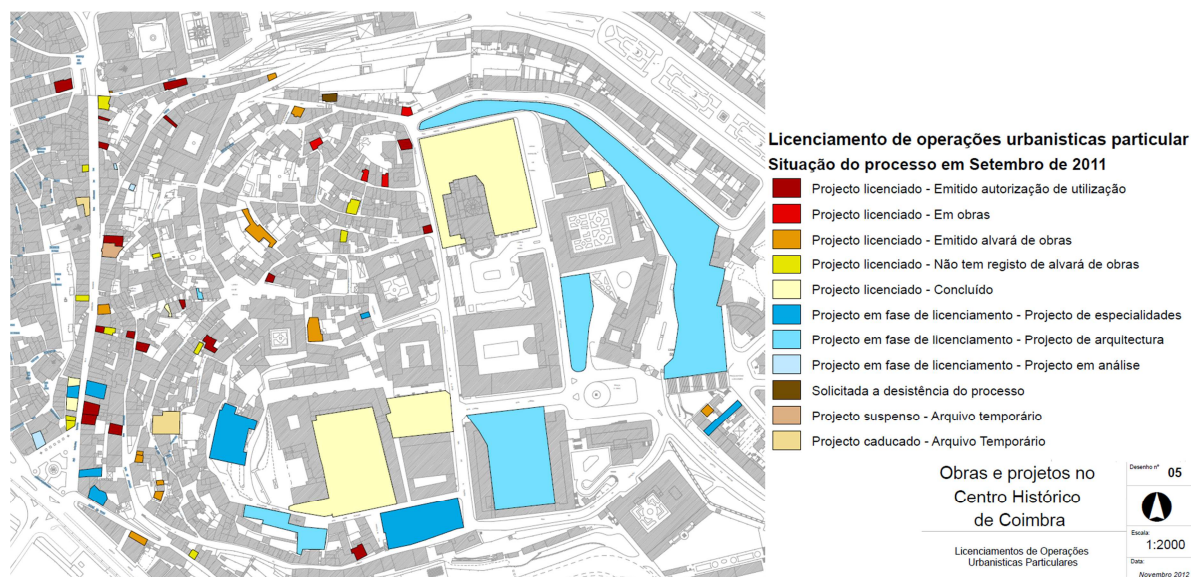 Licenciamento de operações urbanisticas particular
Situação do processo em Setembro de 2011
Projecto licenciado - Emitido autorização de utilização
Projecto licenciado - Em obras
Projecto licenciado - Emitido alvará de obras
Projecto licenciado - Não tem registo de alvará de obras
Projecto licenciado - Concluído
Projecto em fase de licenciamento - Projecto de especialidades
Projecto em fase de licenciamento - Projecto de arquitectura
Projecto em fase de licenciamento - Projecto em análise
Solicitada a desistência do processo
Projecto suspenso - Arquivo temporário
Projecto caducado - Arquivo Temporário
Obras e projetos no
Centro Histórico
de Coimbra
Licenciamentos de Operações
Urbanisticas Particulares
Desenho nº 05
Escala:
1:2000
Data:
Novembro 2012